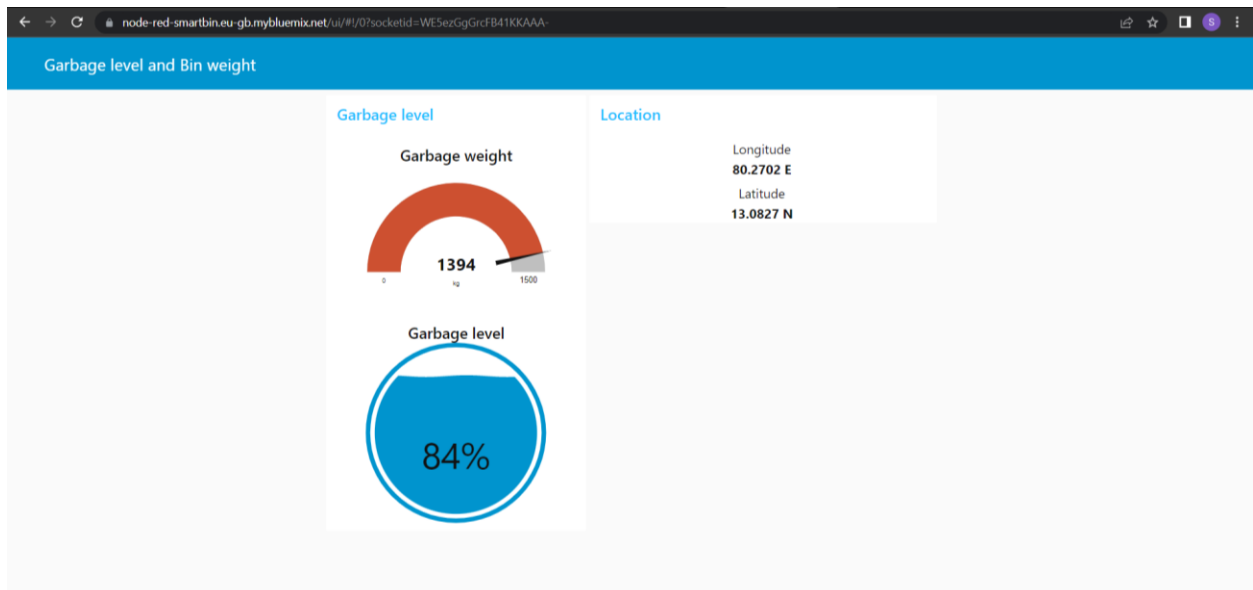 node-red-smartbin.eu-gb.mybluemix.net/ui/#!/0?socketid=WE5ezGgGrcFB41KKAAA-
S
Garbage level and Bin weight
Garbage level
Garbage weight
1394
0
kg
1500
Garbage level
84%
Location
Longitude
80.2702 E
Latitude
13.0827 N